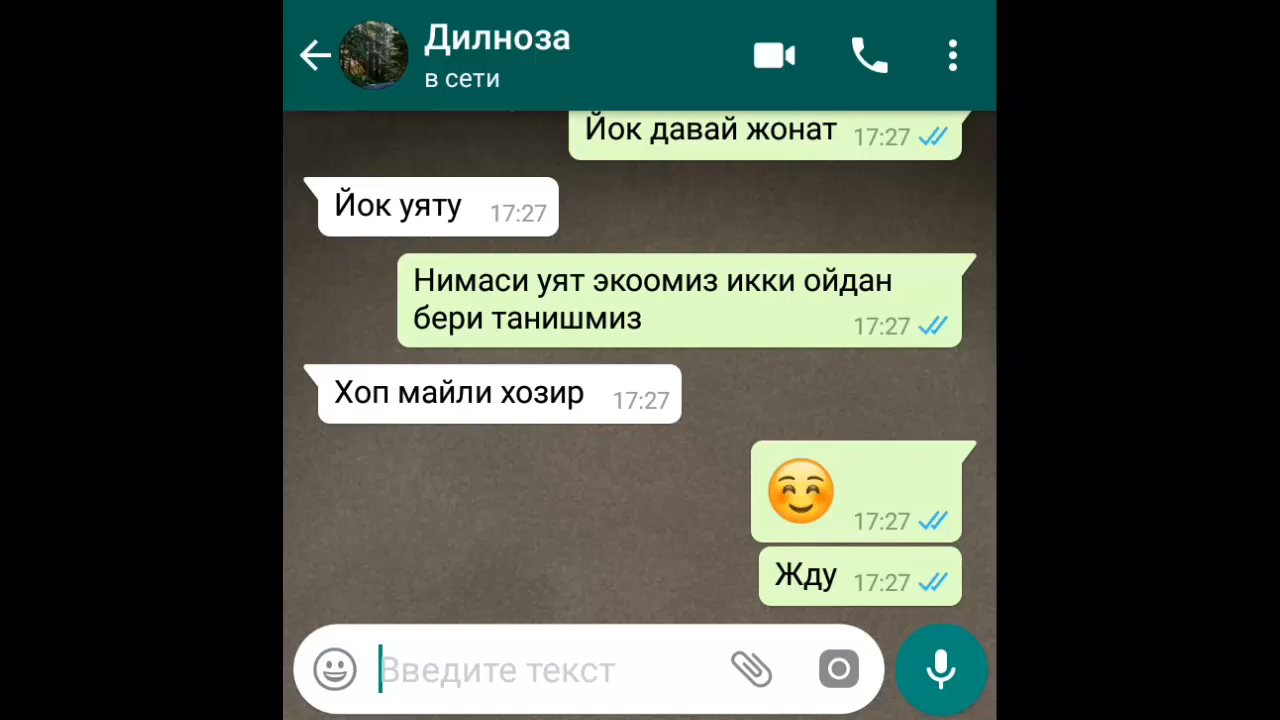 Дилноза
в сети
Йок давай жонат 17:27
Йок уяту 17:27
Нимаси уят экоомиз икки ойдан
бери танишмиз 17:27
Хоп майли хозир 17:27
17:27
Жду 17:27
Введите текст